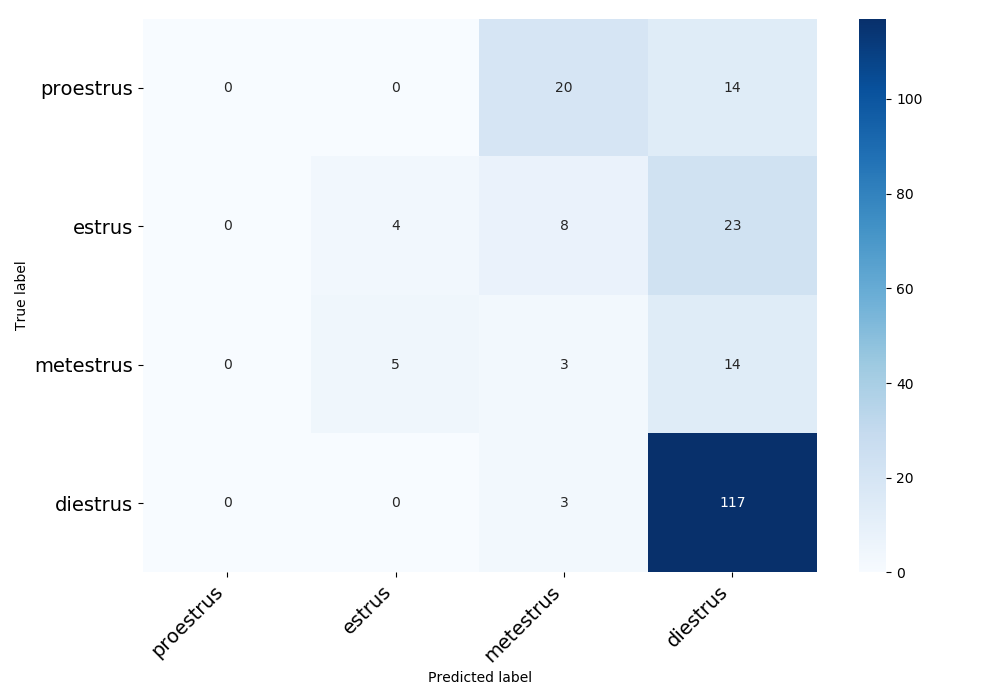 proestrus 0 0 20 14
estrus 0 4 8 23
metestrus 0 5 3 14
diestrus 0 0 3 117
True label
proestrus estrus metestrus diestrus
Predicted label
100
80
60
40
20
0